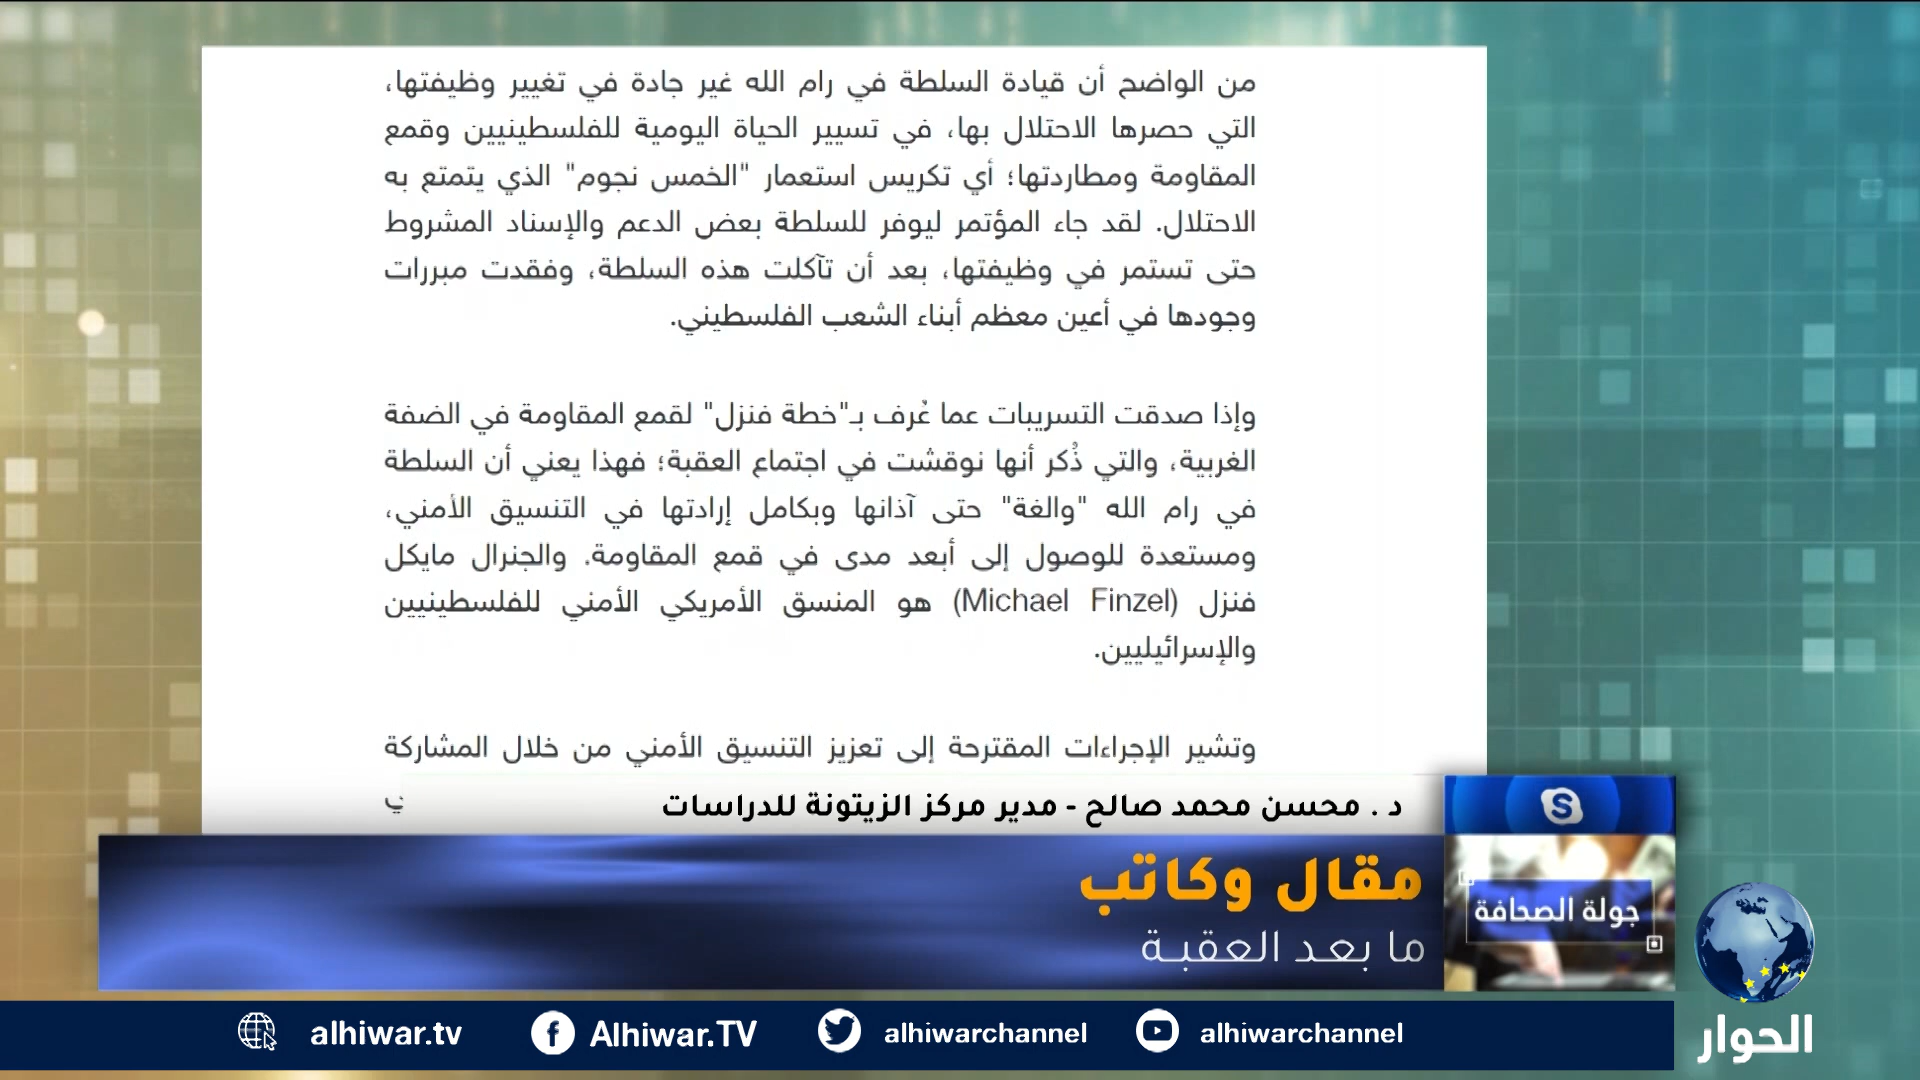 من الواضح أن قيادة السلطة في رام الله غير جادة في تغيير وظيفتها،
التي حصرها الاحتلال بها، في تسيير الحياة اليومية للفلسطينيين وقمع
المقاومة ومطاردتها؛ أي تكريس استعمار "الخمس نجوم" الذي يتمتع به
الاحتلال. لقد جاء المؤتمر ليوفر للسلطة بعض الدعم والإسناد المشروط
حتى تستمر في وظيفتها، بعد أن تآكلت هذه السلطة، وفقدت مبررات
وجودها في أعين معظم أبناء الشعب الفلسطيني.
وإذا صدقت التسريبات عما عُرف بـ"خطة فنزل" لقمع المقاومة في الضفة
الغربية، والتي ذُكر أنها نوقشت في اجتماع العقبة؛ فهذا يعني أن السلطة
في رام الله "والغة" حتى آذانها وبكامل إرادتها في التنسيق الأمني،
ومستعدة للوصول إلى أبعد مدى في قمع المقاومة. والجنرال مايكل
فنزل (Michael Finzel) هو المنسق الأمريكي الأمني للفلسطينيين
والإسرائيليين.
وتشير الإجراءات المقترحة إلى تعزيز التنسيق الأمني من خلال المشاركة
د . محسن محمد صالح - مدير مركز الزيتونة للدراسات
مقال وكاتب
ما بعد العقبة
جولة الصحافة
alhiwar.tv
Alhiwar.TV
alhiwarchannel
alhiwarchannel
الحوار